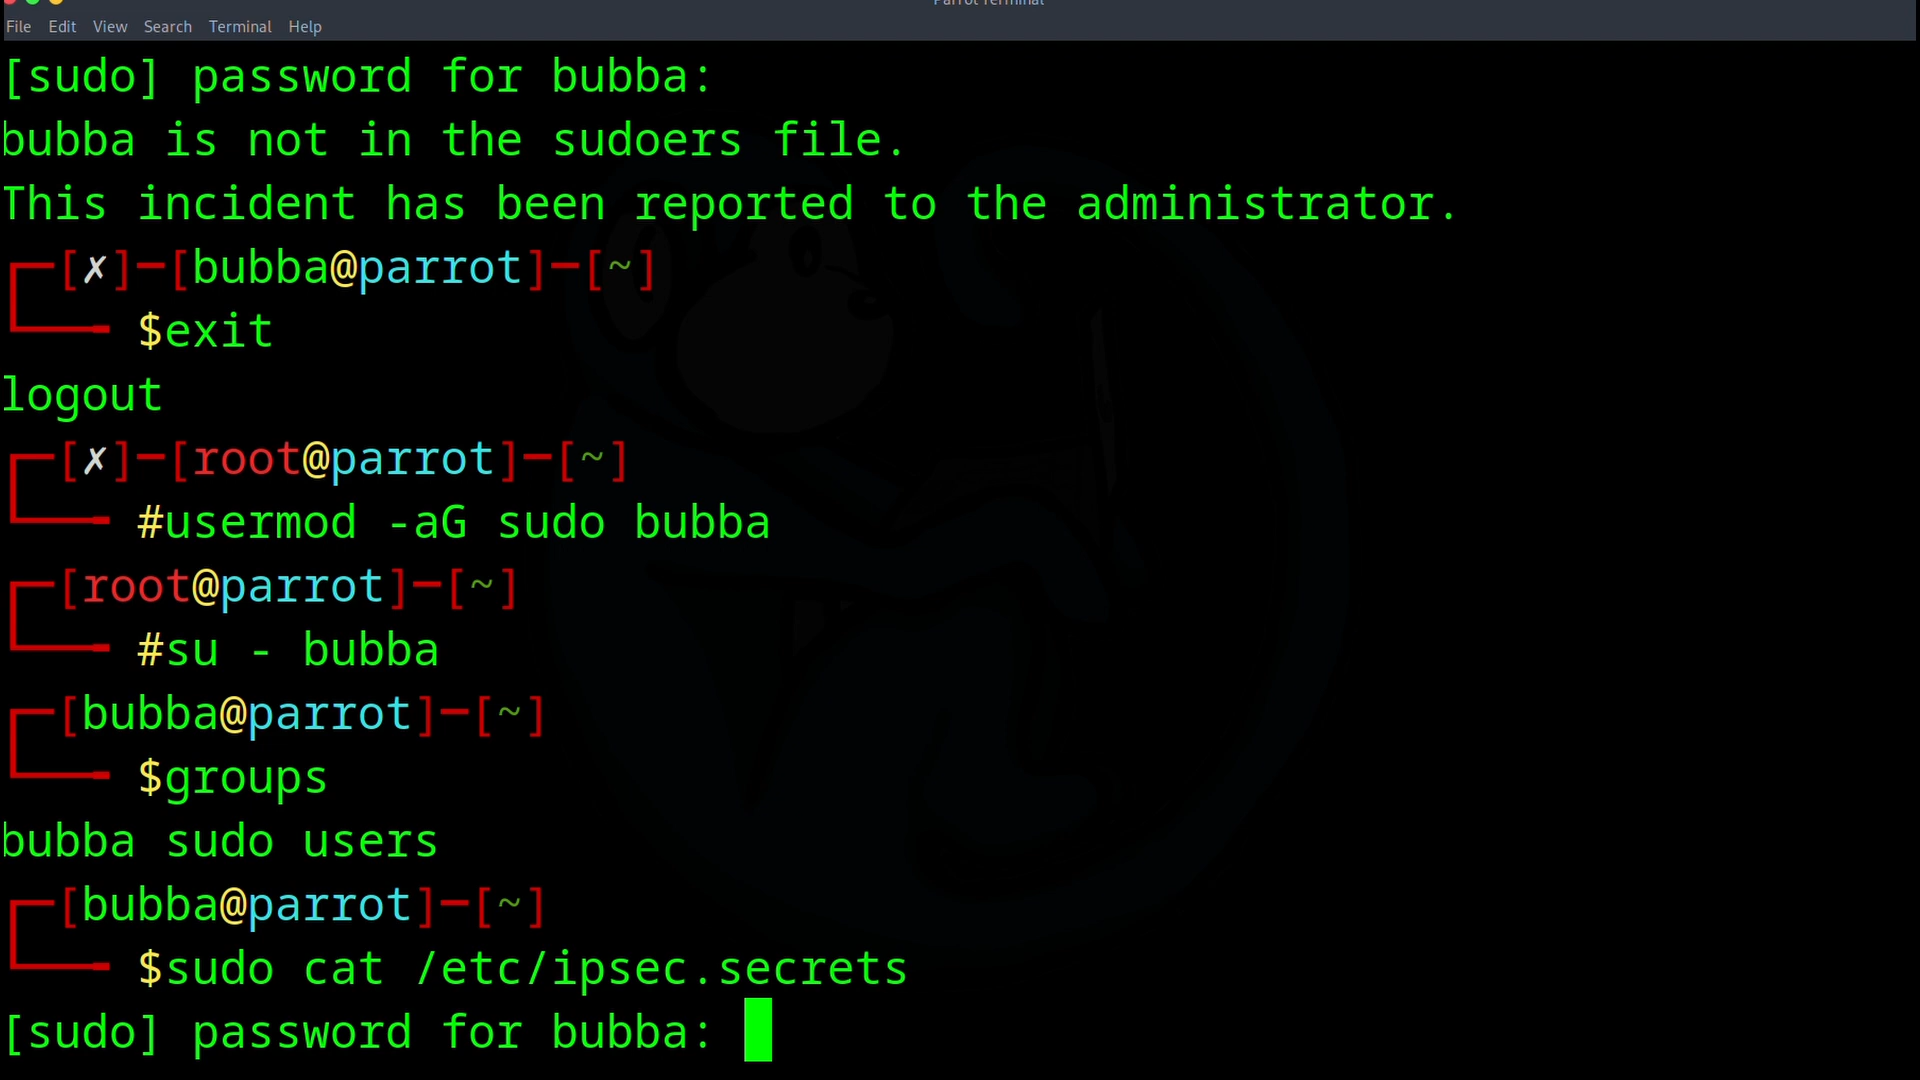 Parrot Terminal
File Edit View Search Terminal Help
[sudo] password for bubba:
bubba is not in the sudoers file.
This incident has been reported to the administrator.
┌─[✗]─[bubba@parrot]─[~]
└──╼ $exit
logout
┌─[✗]─[root@parrot]─[~]
└──╼ #usermod -aG sudo bubba
┌─[root@parrot]─[~]
└──╼ #su - bubba
┌─[bubba@parrot]─[~]
└──╼ $groups
bubba sudo users
┌─[bubba@parrot]─[~]
└──╼ $sudo cat /etc/ipsec.secrets
[sudo] password for bubba: